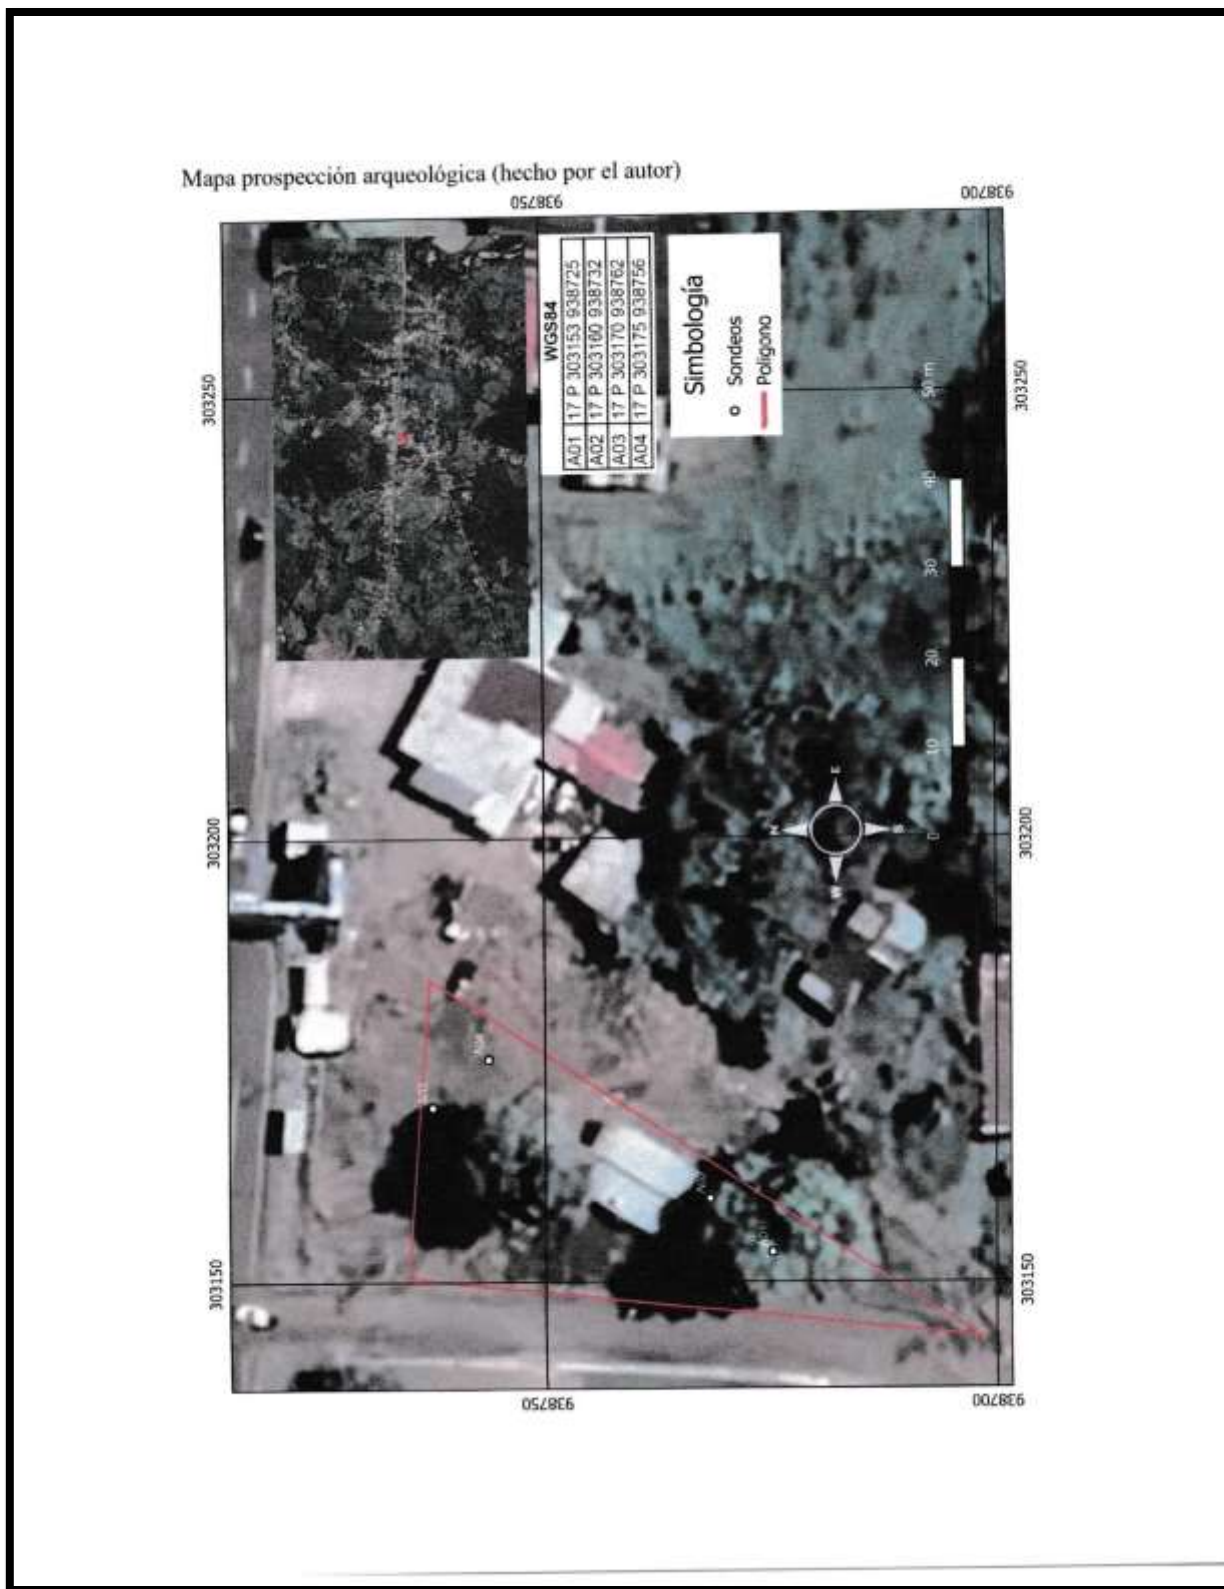 Mapa prospección arqueológica (hecho por el autor)
938750
938700
303250
303250
WGS84
A01 17 P 303153 938725
A02 17 P 303160 938732
A03 17 P 303170 938762
A04 17 P 303175 938756
Simbología
Sondeos
Polígono
0 10 20 30 40 50 m
N
E
S
W
303200
303200
303150
303150
938750
938700